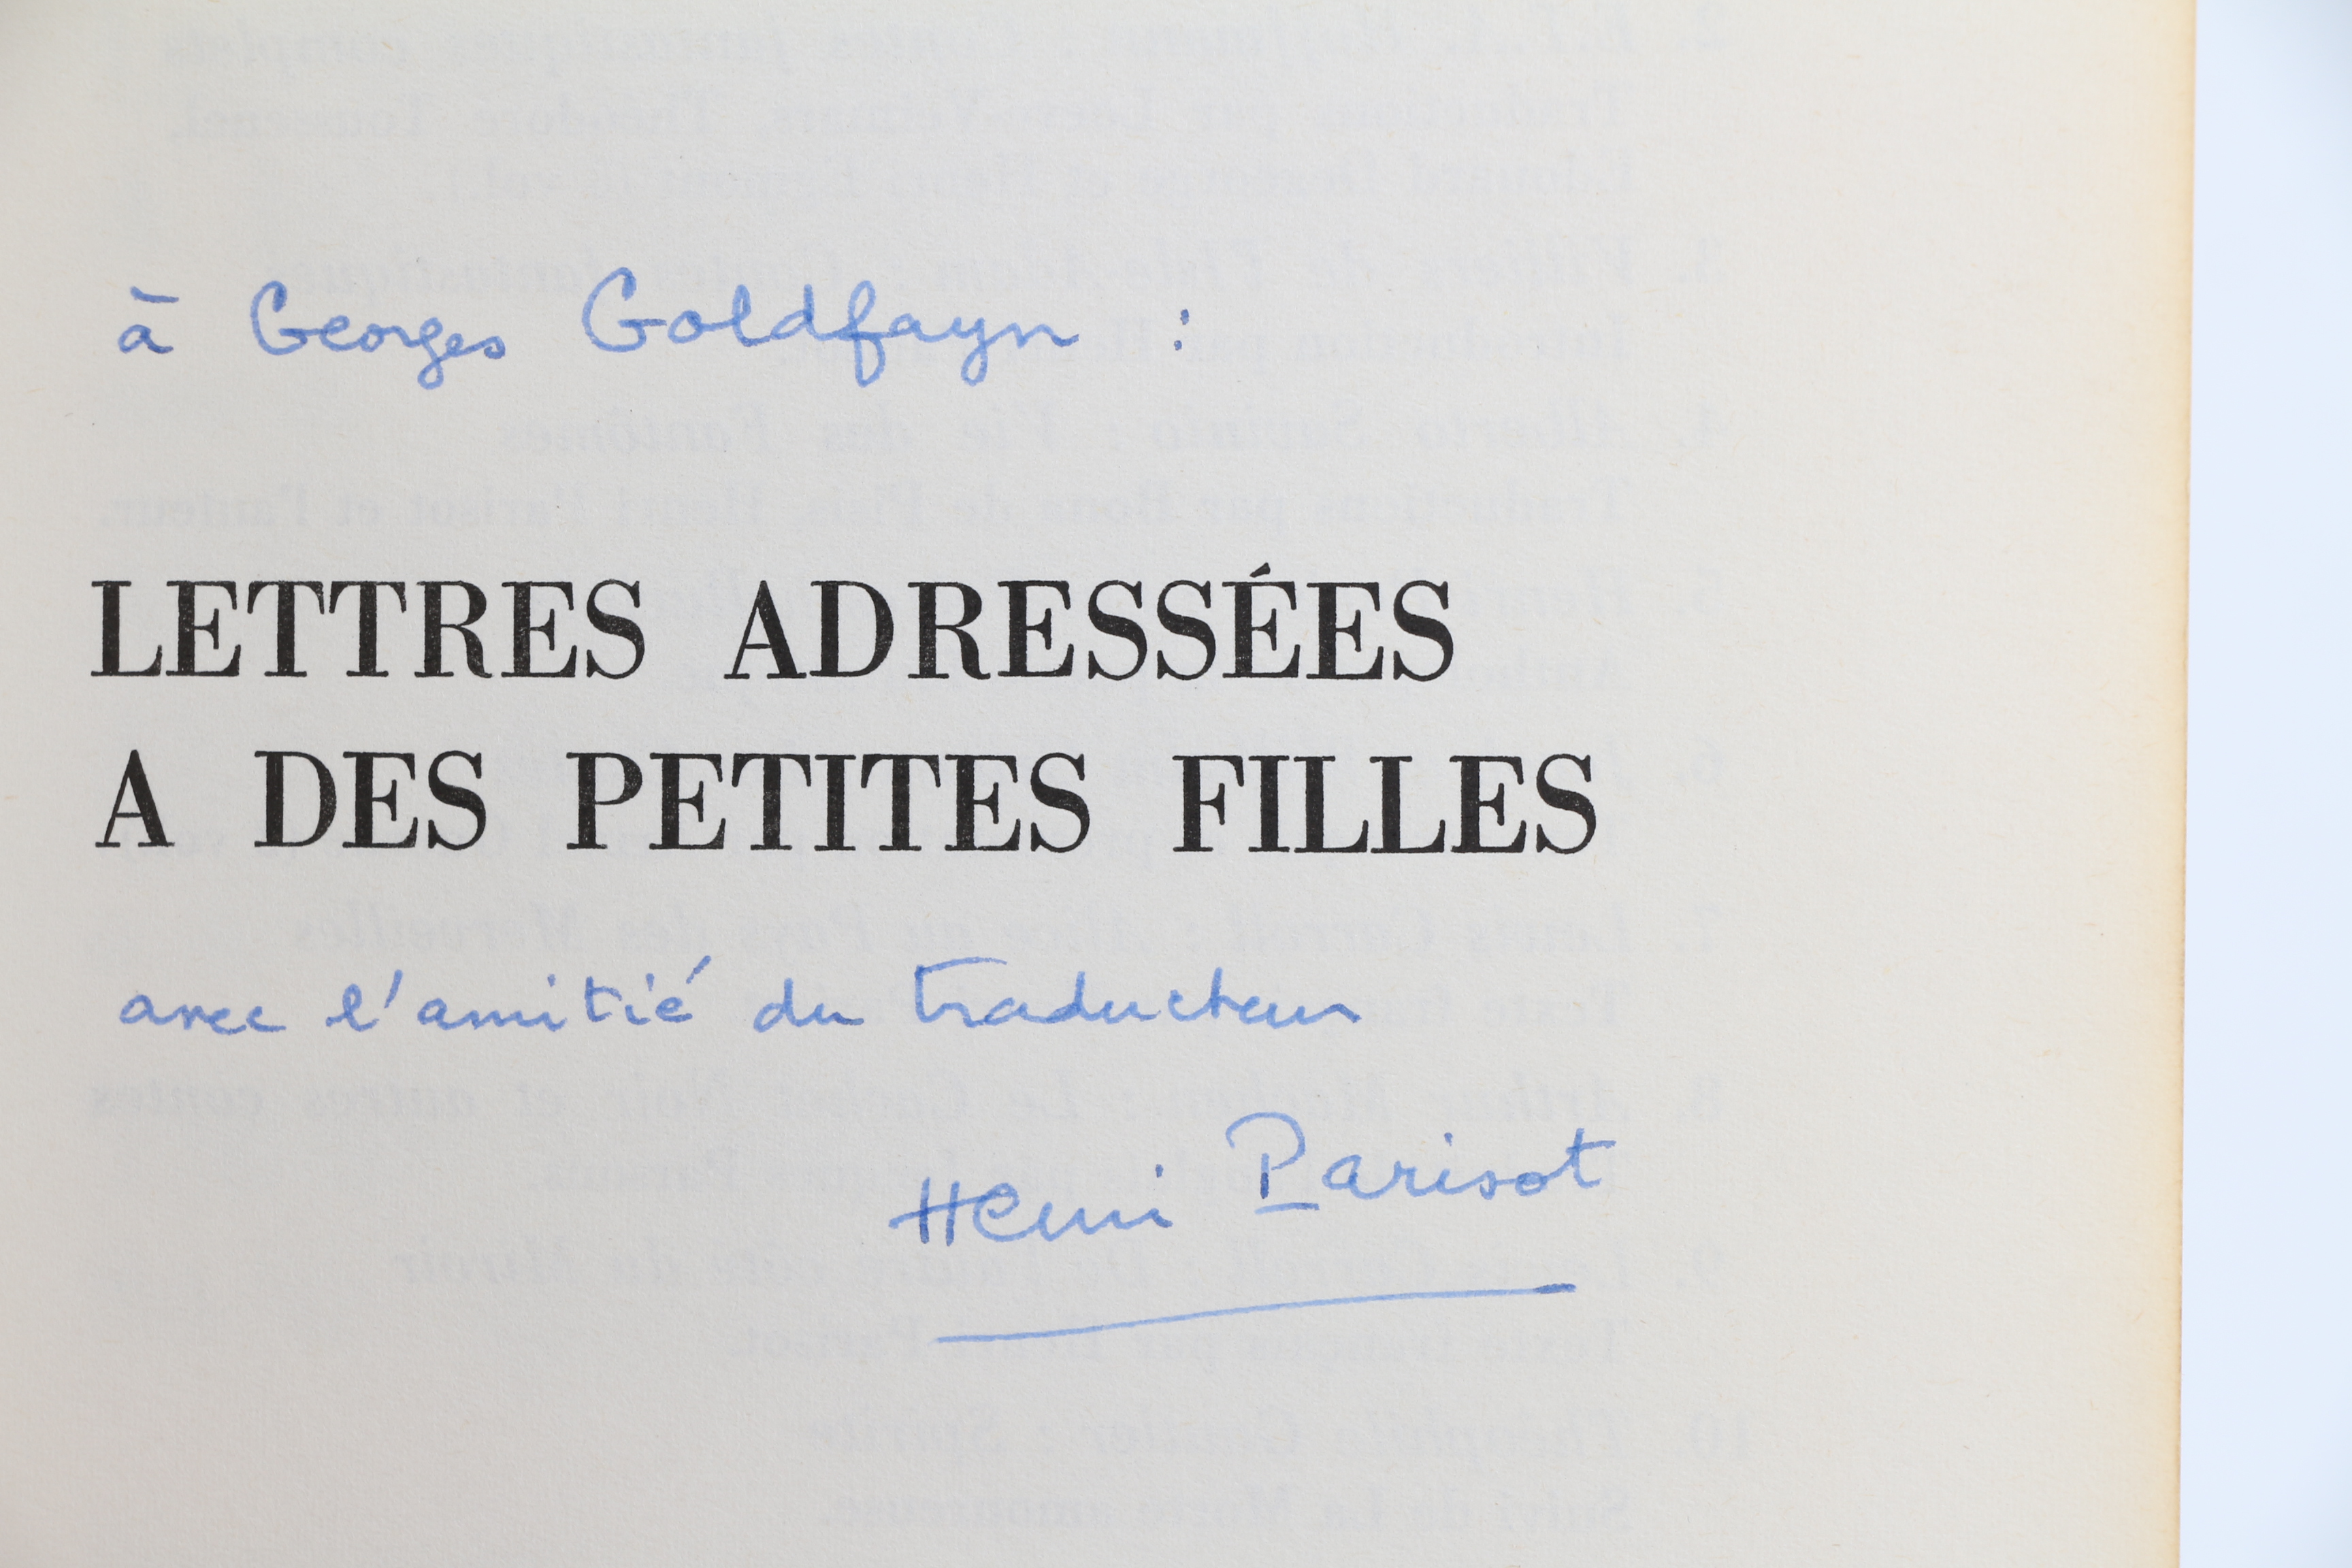 à Georges Goldfayn :
LETTRES ADRESSÉES
A DES PETITES FILLES
avec l'amitié du traducteur
Henri Parisot